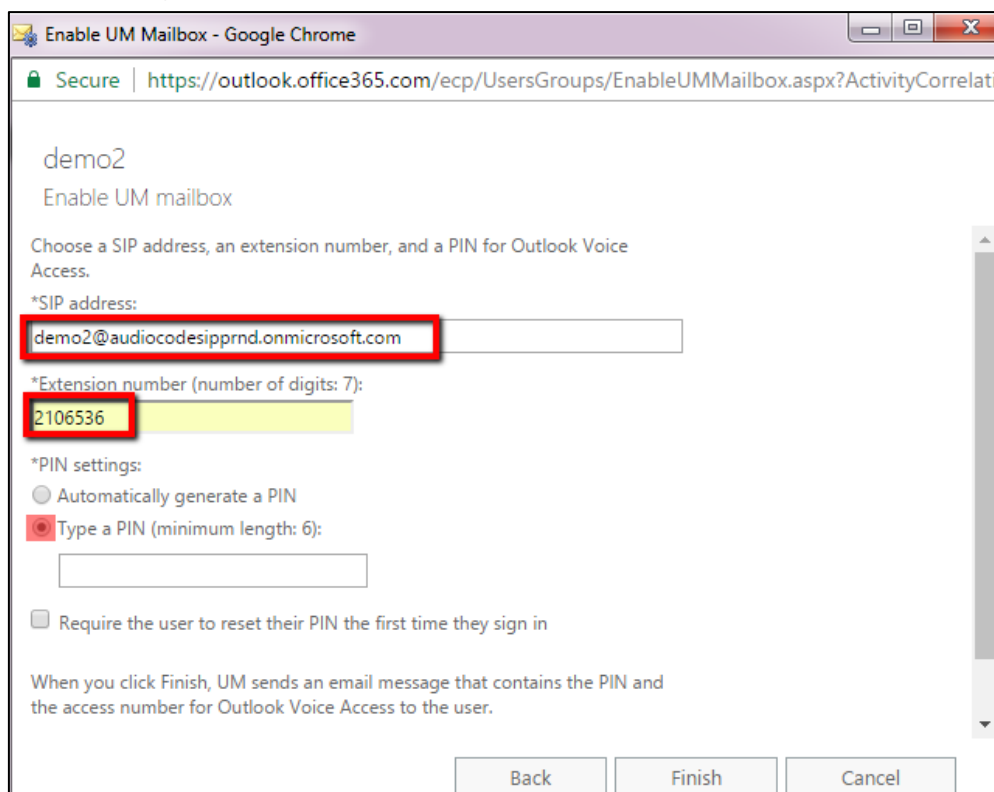 Enable UM Mailbox - Google Chrome
Secure | https://outlook.office365.com/ecp/UsersGroups/EnableUMMailbox.aspx?ActivityCorrelati
demo2
Enable UM mailbox
Choose a SIP address, an extension number, and a PIN for Outlook Voice
Access.
*SIP address:
demo2@audiocodesipprnd.onmicrosoft.com
*Extension number (number of digits: 7):
2106536
*PIN settings:
Automatically generate a PIN
Type a PIN (minimum length: 6):
Require the user to reset their PIN the first time they sign in
When you click Finish, UM sends an email message that contains the PIN and
the access number for Outlook Voice Access to the user.
Back Finish Cancel